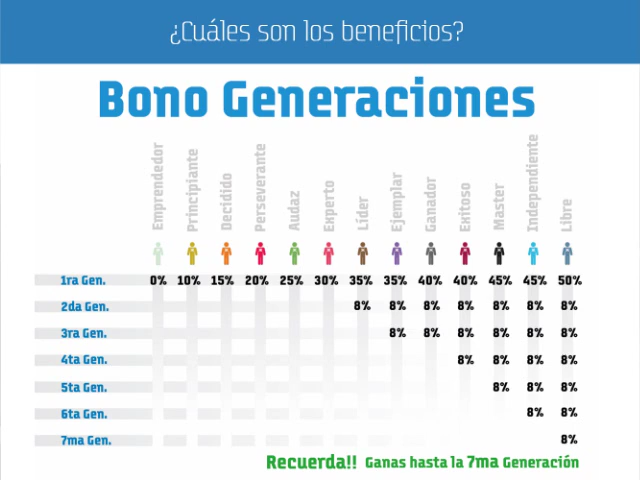 ¿Cuáles son los beneficios?
Bono Generaciones
Emprendedor Principiante Decidido Perseverante Audaz Experto Líder Ejemplar Ganador Exitoso Master Independiente Libre
1ra Gen. 0% 10% 15% 20% 25% 30% 35% 35% 40% 40% 45% 45% 50%
2da Gen. 8% 8% 8% 8% 8% 8% 8%
3ra Gen. 8% 8% 8% 8% 8% 8%
4ta Gen. 8% 8% 8% 8%
5ta Gen. 8% 8% 8%
6ta Gen. 8% 8%
7ma Gen. 8%
Recuerda!! Ganas hasta la 7ma Generación